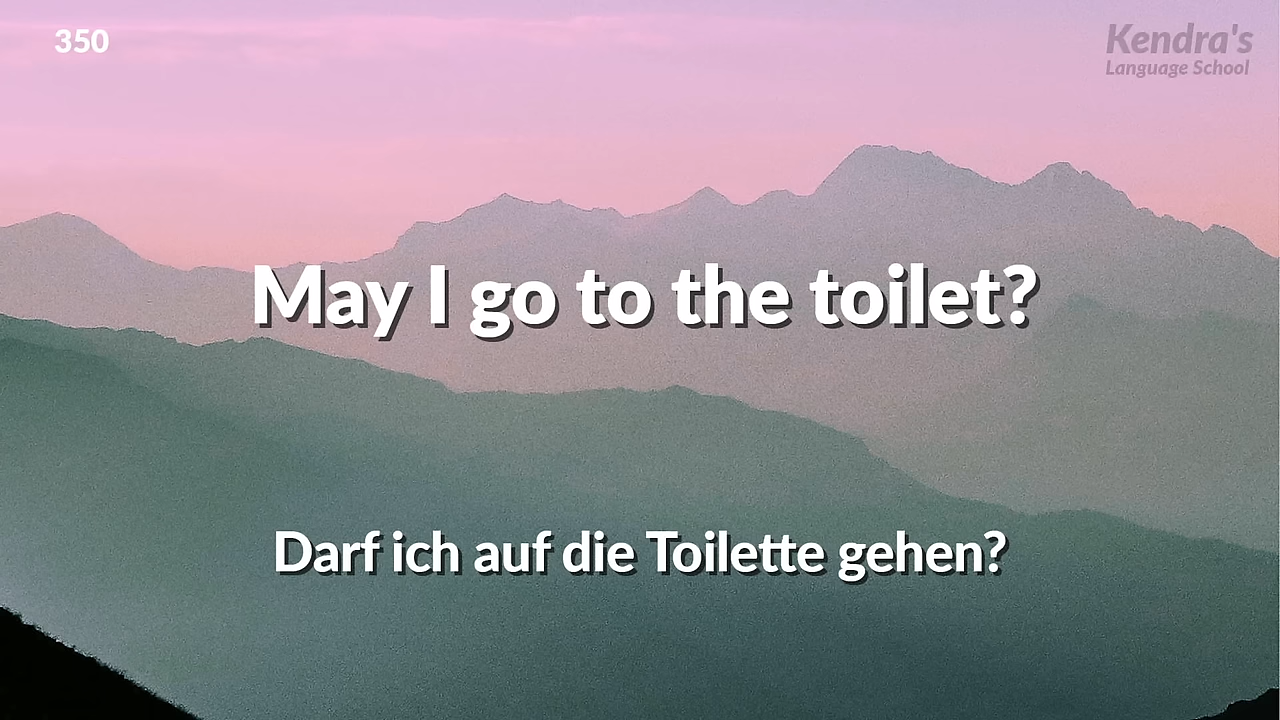 350
Kendra's
Language School
May I go to the toilet?
Darf ich auf die Toilette gehen?